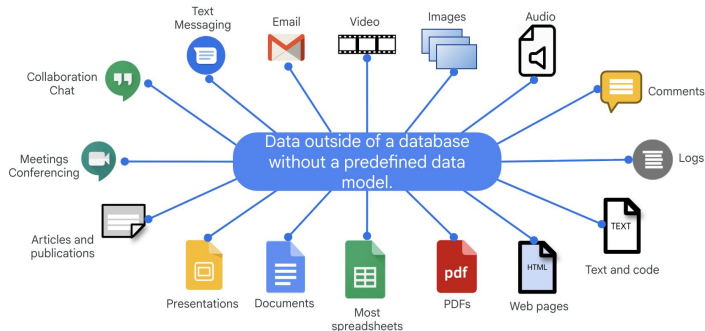 Text
Messaging
Email
Video
Images
Audio
Collaboration
Chat
Comments
Data outside of a database
without a predefined data
model.
Meetings
Conferencing
Logs
Articles and
publications
TEXT
Text and code
pdf
HTML
Presentations
Documents
Most
spreadsheets
PDFs
Web pages